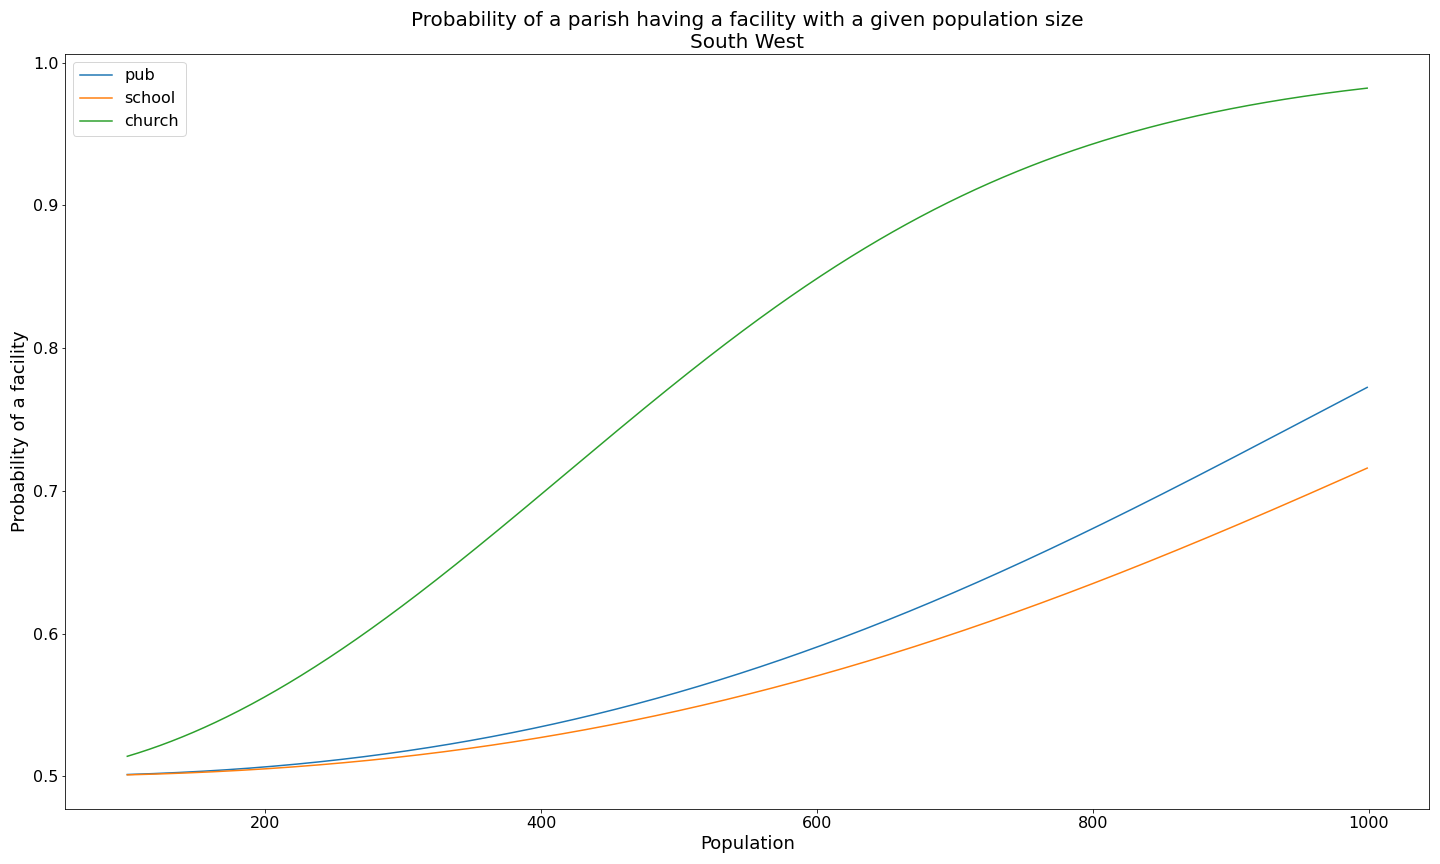 Probability of a parish having a facility with a given population size
South West
pub
school
church
1.0
0.9
0.8
0.7
0.6
0.5
Probability of a facility
200 400 600 800 1000
Population